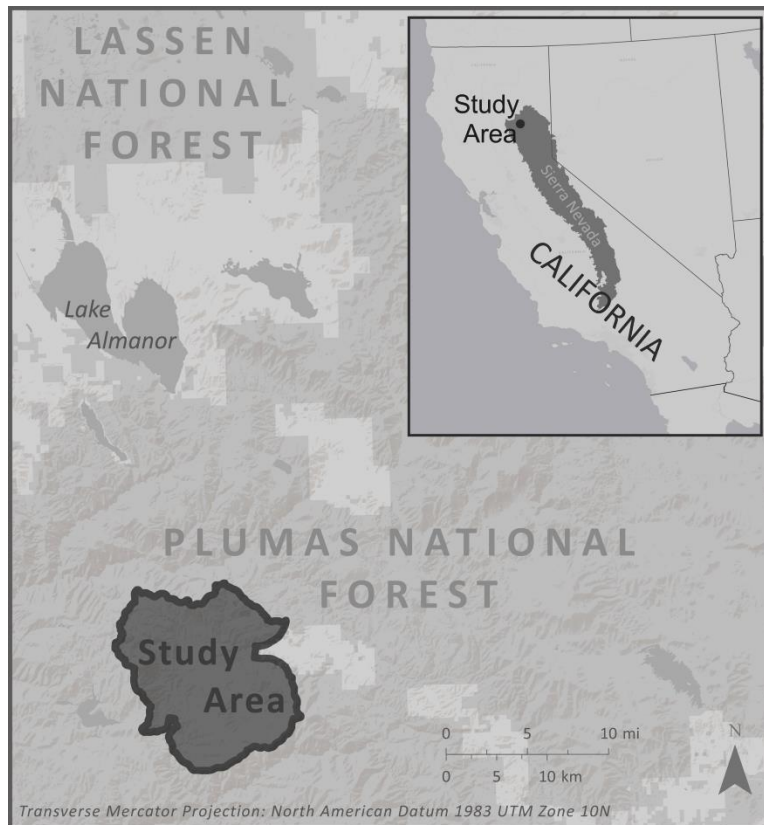 LASSEN
NATIONAL
FOREST
Study
Area
Sierra Nevada
CALIFORNIA
Lake
Almanor
PLUMAS NATIONAL
FOREST
Study
Area
0 5 10 mi
0 5 10 km
N
Transverse Mercator Projection: North American Datum 1983 UTM Zone 10N